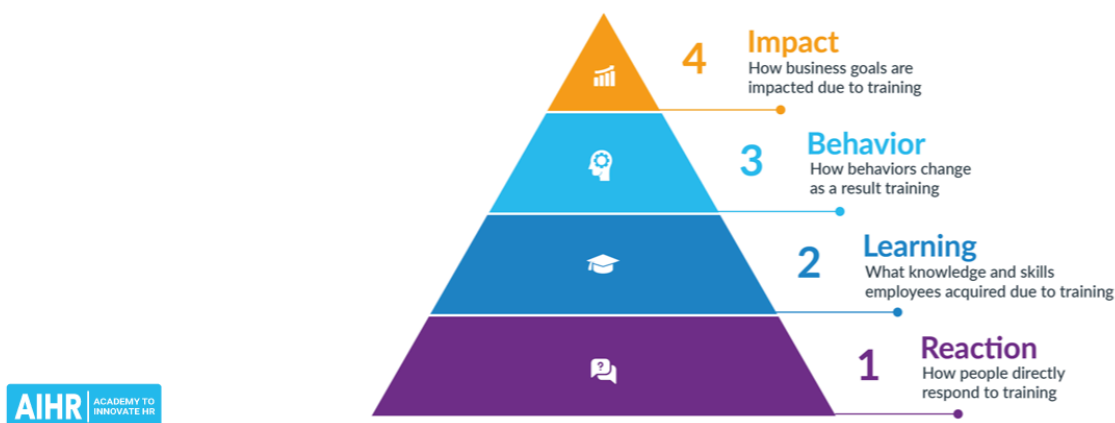 4
Impact
How business goals are
impacted due to training
3
Behavior
How behaviors change
as a result training
2
Learning
What knowledge and skills
employees acquired due to training
1
Reaction
How people directly
respond to training
?
AIHR
ACADEMY TO
INNOVATE HR